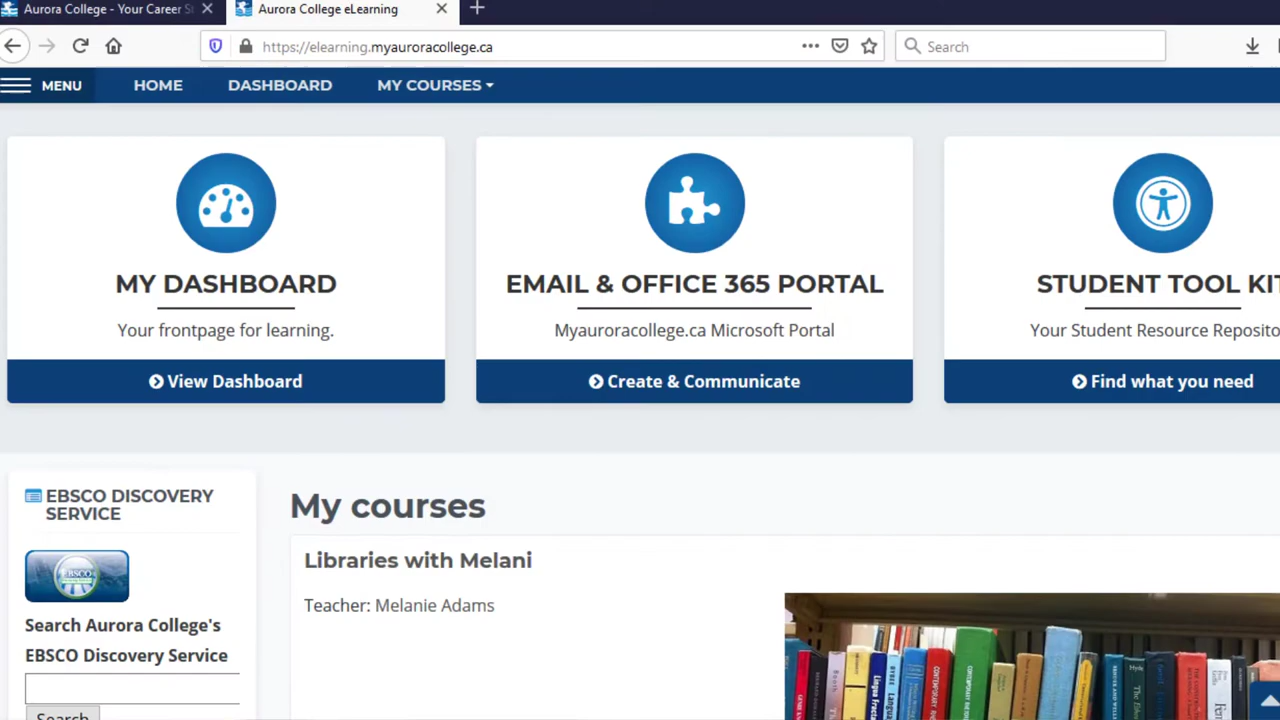 Aurora College - Your Career St
Aurora College eLearning
https://elearning.myauroracollege.ca
Search
MENU
HOME
DASHBOARD
MY COURSES
MY DASHBOARD
Your frontpage for learning.
View Dashboard
EMAIL & OFFICE 365 PORTAL
Myauroracollege.ca Microsoft Portal
Create & Communicate
STUDENT TOOL KIT
Your Student Resource Reposito
Find what you need
EBSCO DISCOVERY
SERVICE
EBSCO
Search Aurora College's
EBSCO Discovery Service
Search
My courses
Libraries with Melani
Teacher: Melanie Adams